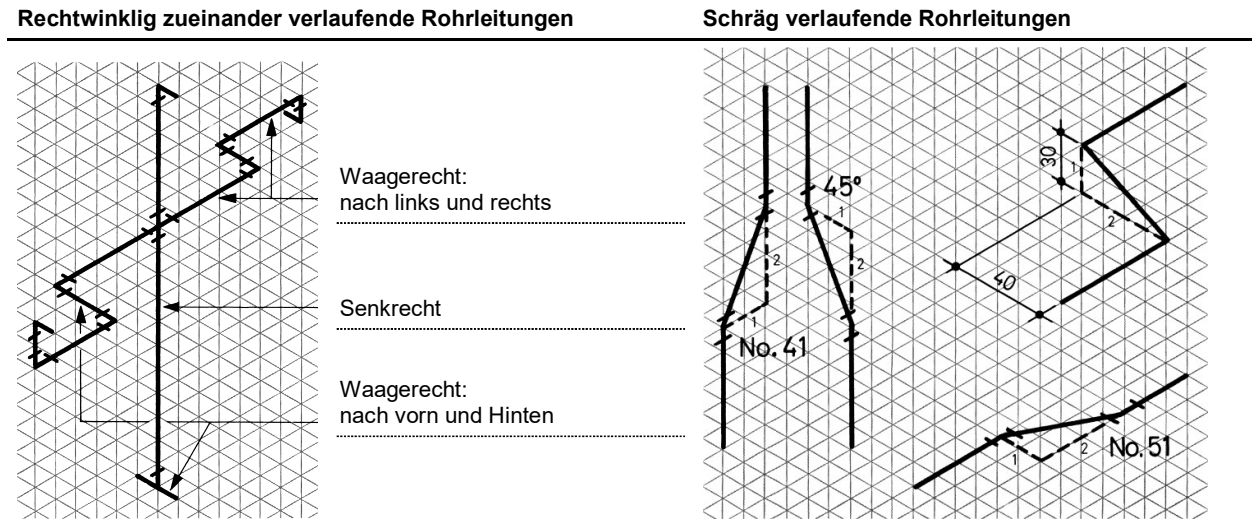 Rechtwinklig zueinander verlaufende Rohrleitungen
Waagerecht:
nach links und rechts
Senkrecht
Waagerecht:
nach vorn und Hinten
Schräg verlaufende Rohrleitungen
45°
1
2
1
2
1
No. 41
30
1
2
40
1
2
No. 51